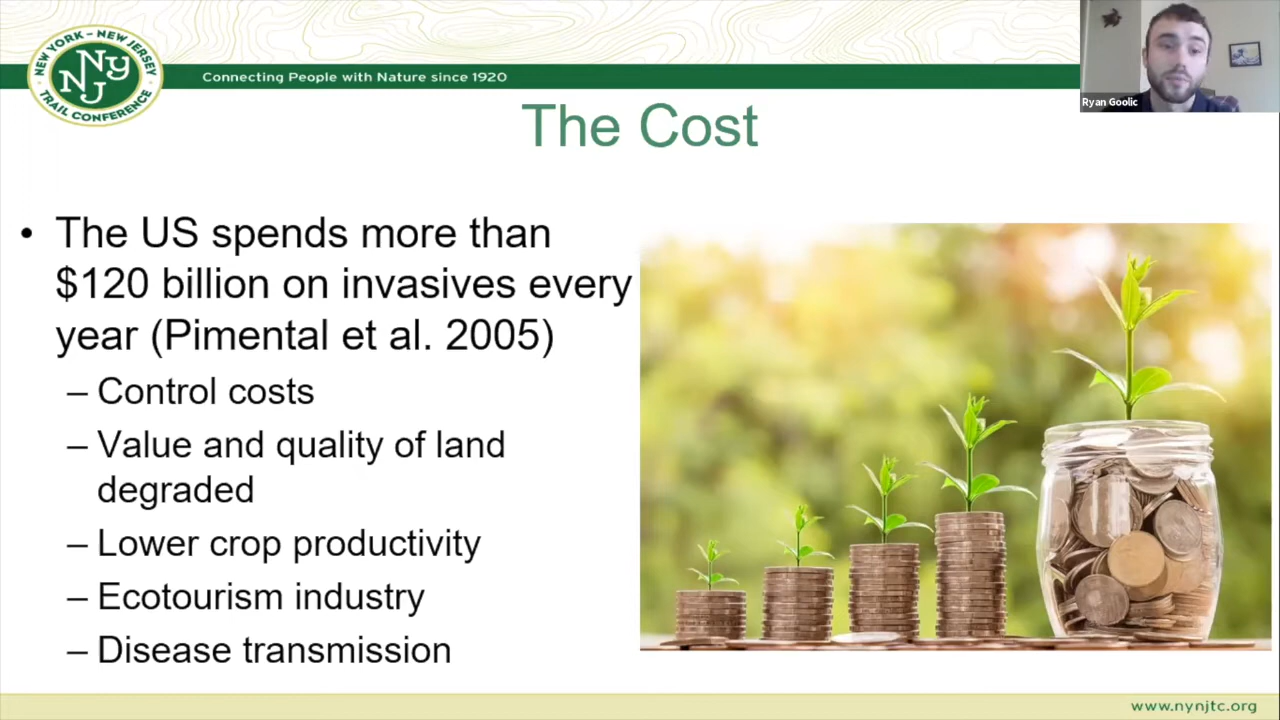 NEW YORK - NEW JERSEY
NNYJ
TRAIL CONFERENCE
Connecting People with Nature since 1920
Ryan Goolic
The Cost
• The US spends more than
$120 billion on invasives every
year (Pimental et al. 2005)
– Control costs
– Value and quality of land
degraded
– Lower crop productivity
– Ecotourism industry
– Disease transmission
www.nynjtc.org